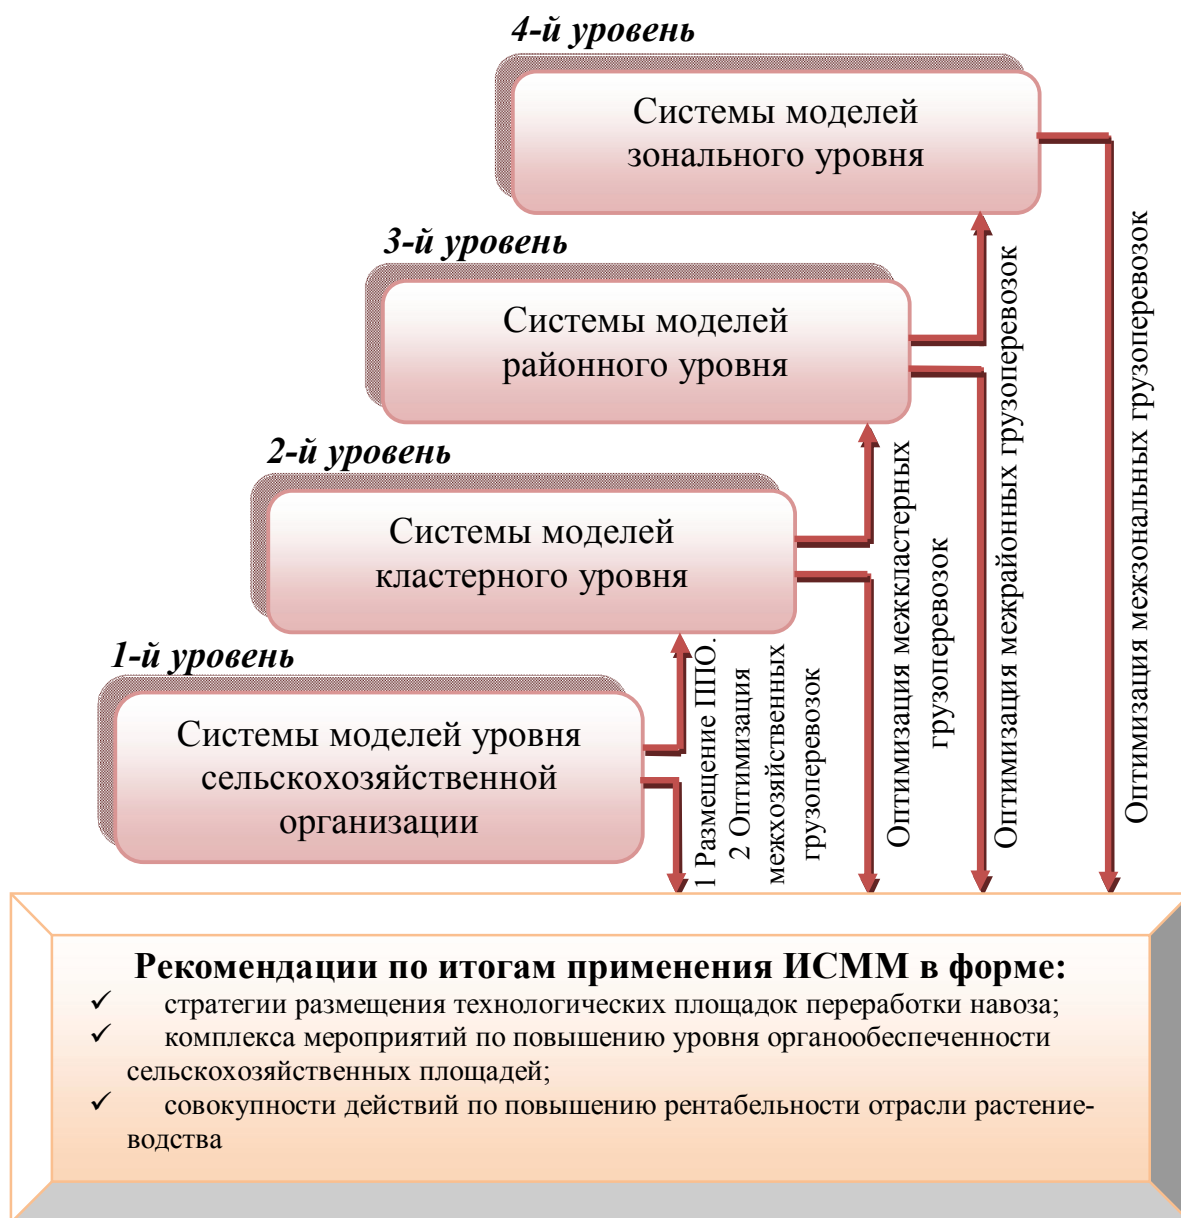 4-й уровень
Системы моделей
зонального уровня
3-й уровень
Системы моделей
районного уровня
2-й уровень
Системы моделей
кластерного уровня
1-й уровень
Системы моделей уровня
сельскохозяйственной
организации
1 Размещение ППО.
2 Оптимизация
межхозяйственных
грузоперевозок
Оптимизация межкластерных
грузоперевозок
Оптимизация межрайонных грузоперевозок
Оптимизация межзональных грузоперевозок
Рекомендации по итогам применения ИСММ в форме:
✓ стратегии размещения технологических площадок переработки навоза;
✓ комплекса мероприятий по повышению уровня органообеспеченности
сельскохозяйственных площадей;
✓ совокупности действий по повышению рентабельности отрасли растение-
водства